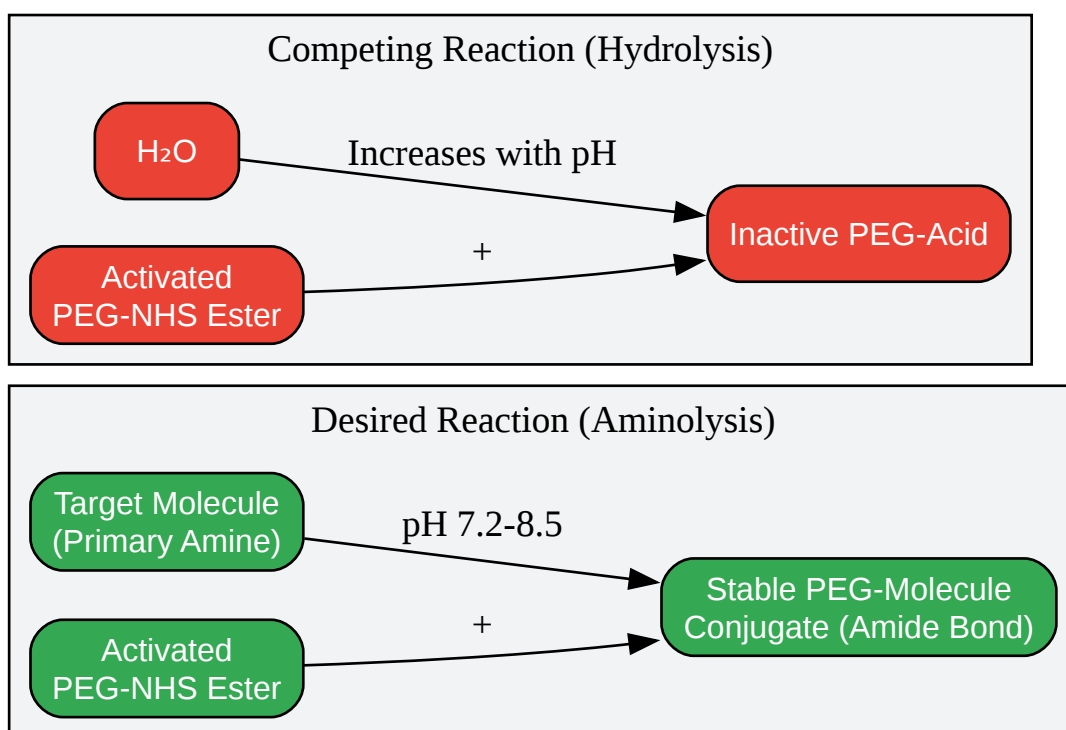 Competing Reaction (Hydrolysis)
H₂O
Increases with pH
Activated
PEG-NHS Ester
+
Inactive PEG-Acid
Desired Reaction (Aminolysis)
Target Molecule
(Primary Amine)
pH 7.2-8.5
Activated
PEG-NHS Ester
+
Stable PEG-Molecule
Conjugate (Amide Bond)